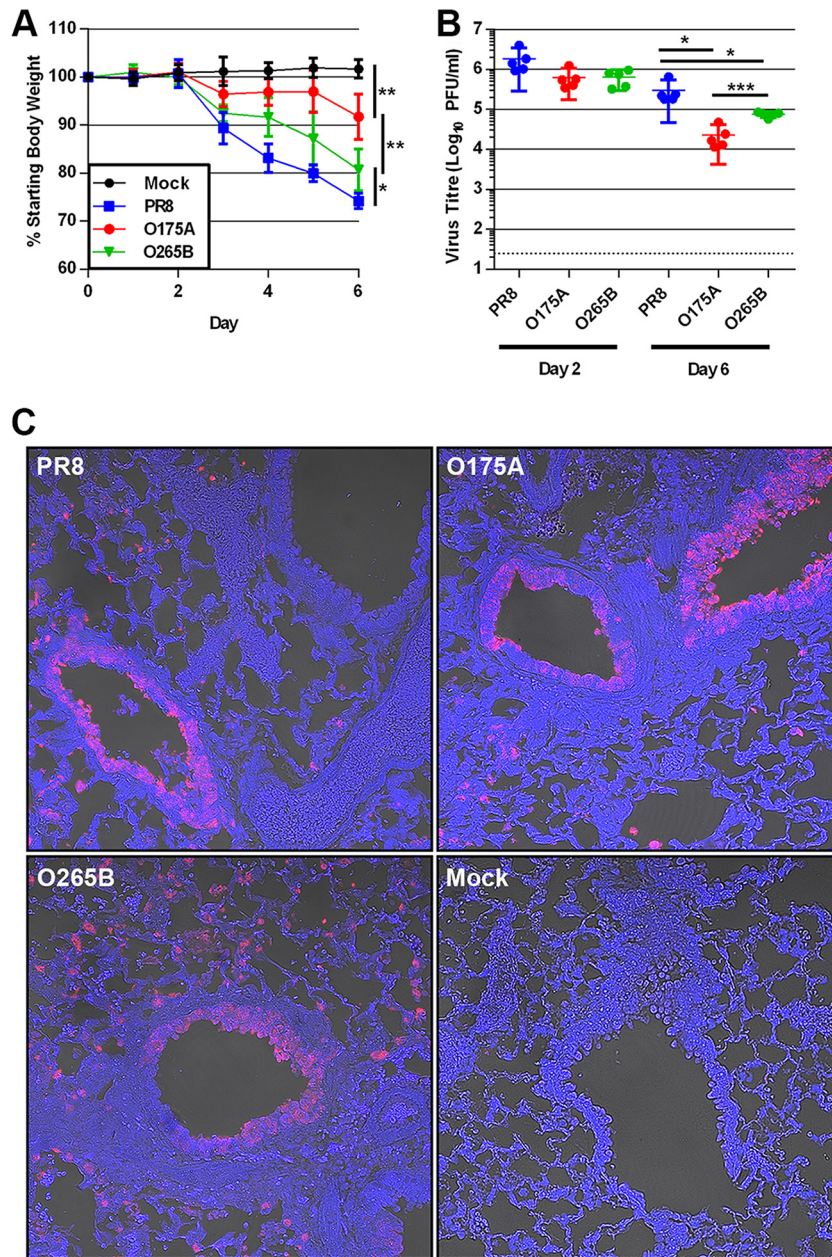 A
% Starting Body Weight
110
100
90
80
70
60
**
**
*
Mock
PR8
O175A
O265B
0
2
4
6
Day
B
Virus Titre (Log10 PFU/ml)
7
6
5
4
3
2
1
*
*
***
PR8
O175A
O265B
PR8
O175A
O265B
Day 2
Day 6
C
PR8
O175A
O265B
Mock